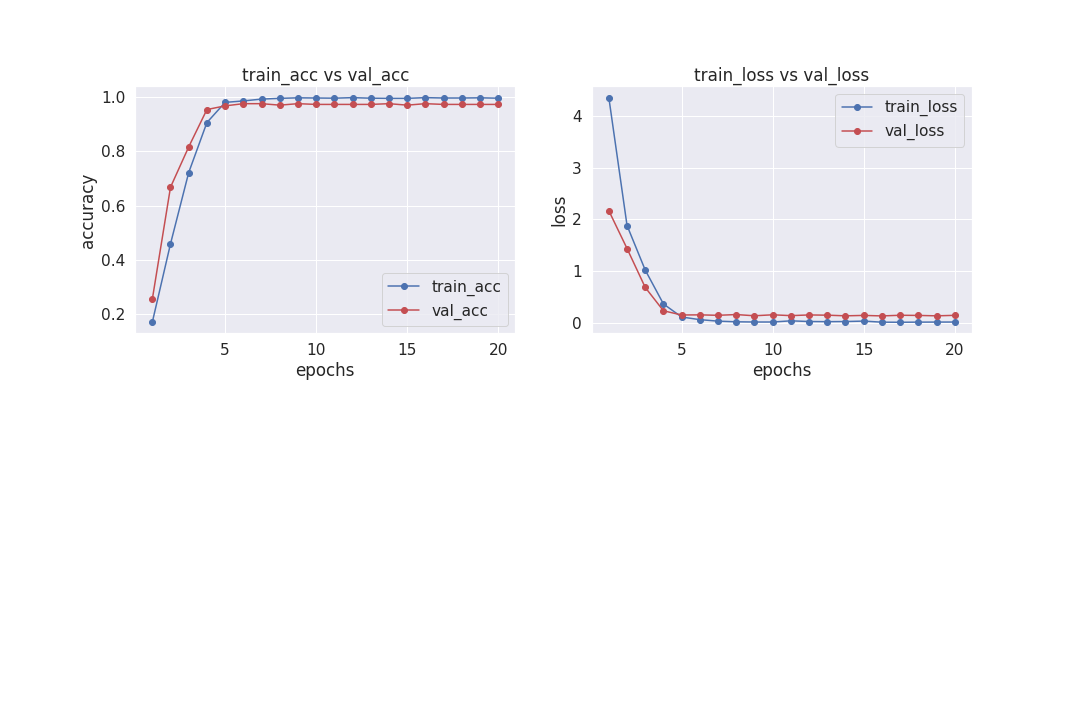 train_acc vs val_acc
accuracy
1.0
0.8
0.6
0.4
0.2
train_acc
val_acc
5 10 15 20
epochs
train_loss vs val_loss
loss
4
3
2
1
0
train_loss
val_loss
5 10 15 20
epochs